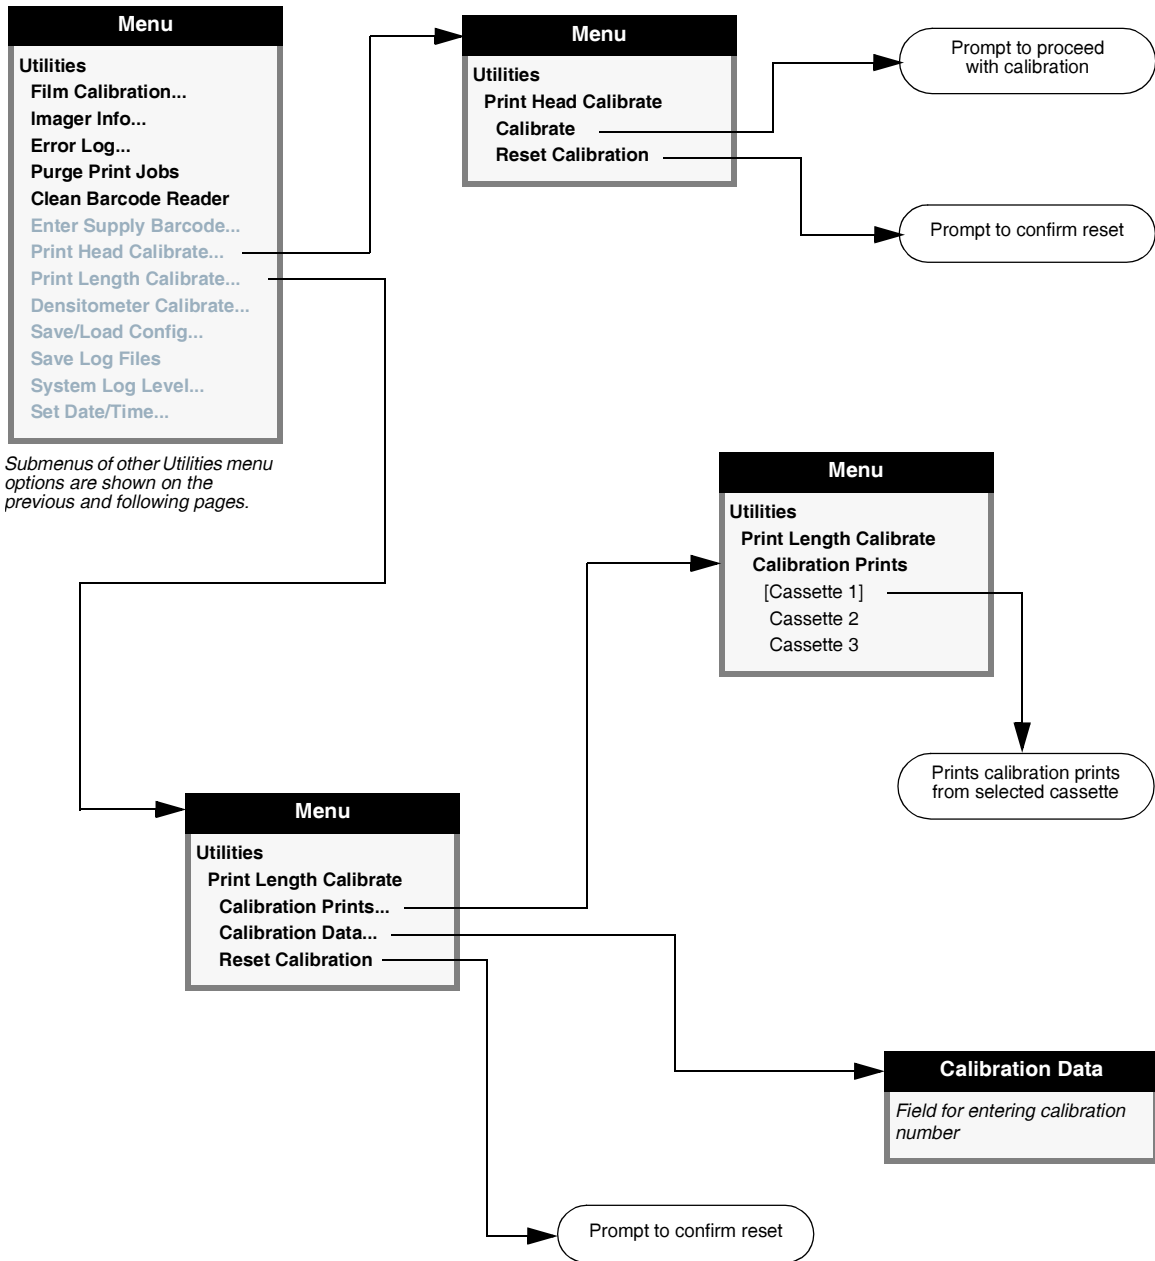 Menu
Utilities
Film Calibration...
Imager Info...
Error Log...
Purge Print Jobs
Clean Barcode Reader
Enter Supply Barcode...
Print Head Calibrate...
Print Length Calibrate...
Densitometer Calibrate...
Save/Load Config...
Save Log Files
System Log Level...
Set Date/Time...
Submenus of other Utilities menu
options are shown on the
previous and following pages.
Menu
Utilities
Print Head Calibrate
Calibrate
Reset Calibration
Prompt to proceed
with calibration
Prompt to confirm reset
Menu
Utilities
Print Length Calibrate
Calibration Prints
[Cassette 1]
Cassette 2
Cassette 3
Prints calibration prints
from selected cassette
Menu
Utilities
Print Length Calibrate
Calibration Prints...
Calibration Data...
Reset Calibration
Calibration Data
Field for entering calibration
number
Prompt to confirm reset